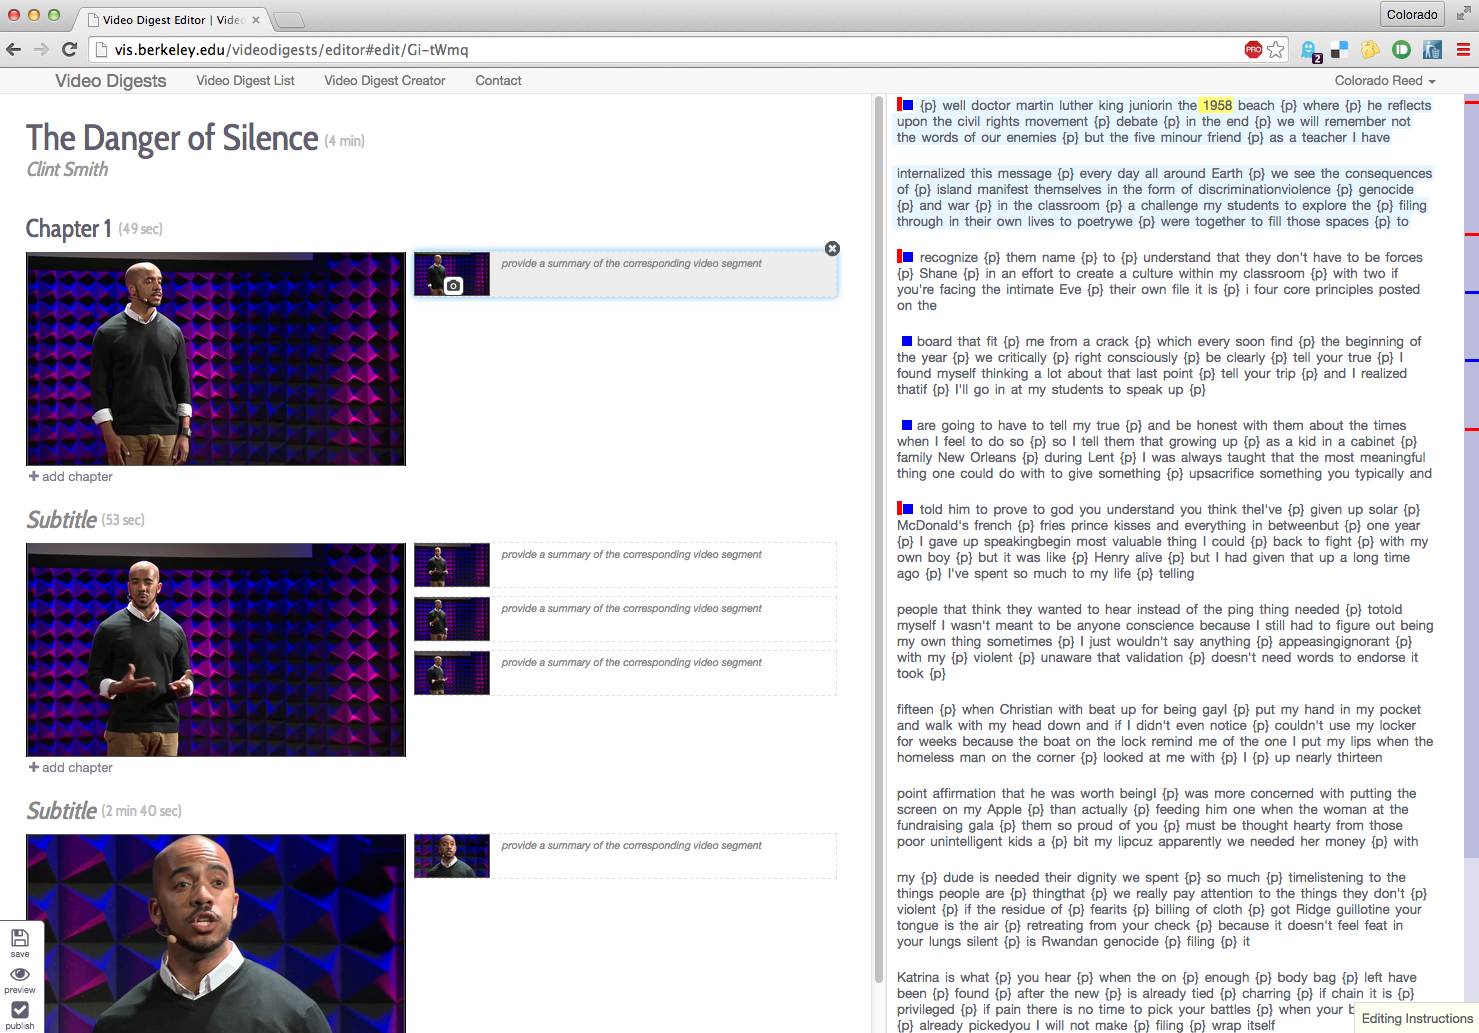 Video Digest Editor | Video
Colorado
vis.berkeley.edu/videodigests/editor#edit/Gi-tWmq
PRO
2
Video Digests
Video Digest List
Video Digest Creator
Contact
Colorado Reed
The Danger of Silence (4 min)
Clint Smith
Chapter 1 (49 sec)
provide a summary of the corresponding video segment
+ add chapter
Subtitle (53 sec)
provide a summary of the corresponding video segment
provide a summary of the corresponding video segment
provide a summary of the corresponding video segment
+ add chapter
Subtitle (2 min 40 sec)
provide a summary of the corresponding video segment
save
preview
publish
{p} well doctor martin luther king juniorin the 1958 beach {p} where {p} he reflects
upon the civil rights movement {p} debate {p} in the end {p} we will remember not
the words of our enemies {p} but the five minour friend {p} as a teacher I have
internalized this message {p} every day all around Earth {p} we see the consequences
of {p} island manifest themselves in the form of discriminationviolence {p} genocide
{p} and war {p} in the classroom {p} a challenge my students to explore the {p} filing
through in their own lives to poetrywe {p} were together to fill those spaces {p} to
recognize {p} them name {p} to {p} understand that they don't have to be forces
{p} Shane {p} in an effort to create a culture within my classroom {p} with two if
you're facing the intimate Eve {p} their own file it is {p} i four core principles posted
on the
board that fit {p} me from a crack {p} which every soon find {p} the beginning of
the year {p} we critically {p} right consciously {p} be clearly {p} tell your true {p} I
found myself thinking a lot about that last point {p} tell your trip {p} and I realized
thatif {p} I'll go in at my students to speak up {p}
are going to have to tell my true {p} and be honest with them about the times
when I feel to do so {p} so I tell them that growing up {p} as a kid in a cabinet {p}
family New Orleans {p} during Lent {p} I was always taught that the most meaningful
thing one could do with to give something {p} upsacrifice something you typically and
told him to prove to god you understand you think theI've {p} given up solar {p}
McDonald's french {p} fries prince kisses and everything in betweenbut {p} one year
{p} I gave up speakingbegin most valuable thing I could {p} back to fight {p} with my
own boy {p} but it was like {p} Henry alive {p} but I had given that up a long time
ago {p} I've spent so much to my life {p} telling
people that think they wanted to hear instead of the ping thing needed {p} totold
myself I wasn't meant to be anyone conscience because I still had to figure out being
my own thing sometimes {p} I just wouldn't say anything {p} appeasingignorant {p}
with my {p} violent {p} unaware that validation {p} doesn't need words to endorse it
took {p}
fifteen {p} when Christian with beat up for being gayI {p} put my hand in my pocket
and walk with my head down and if I didn't even notice {p} couldn't use my locker
for weeks because the boat on the lock remind me of the one I put my lips when the
homeless man on the corner {p} looked at me with {p} I {p} up nearly thirteen
point affirmation that he was worth beingI {p} was more concerned with putting the
screen on my Apple {p} than actually {p} feeding him one when the woman at the
fundraising gala {p} them so proud of you {p} must be thought hearty from those
poor unintelligent kids a {p} bit my lipcuz apparently we needed her money {p} with
my {p} dude is needed their dignity we spent {p} so much {p} timelistening to the
things people are {p} thingthat {p} we really pay attention to the things they don't {p}
violent {p} if the residue of {p} fearits {p} billing of cloth {p} got Ridge guillotine your
tongue is the air {p} retreating from your check {p} because it doesn't feel feat in
your lungs silent {p} is Rwandan genocide {p} filing {p} it
Katrina is what {p} you hear {p} when the on {p} enough {p} body bag {p} left have
been {p} found {p} after the new {p} is already tied {p} charring {p} if chain it is {p}
privileged {p} if pain there is no time to pick your battles {p} when your b
{p} already pickedyou I will not make {p} filing {p} wrap itself
Editing Instructions